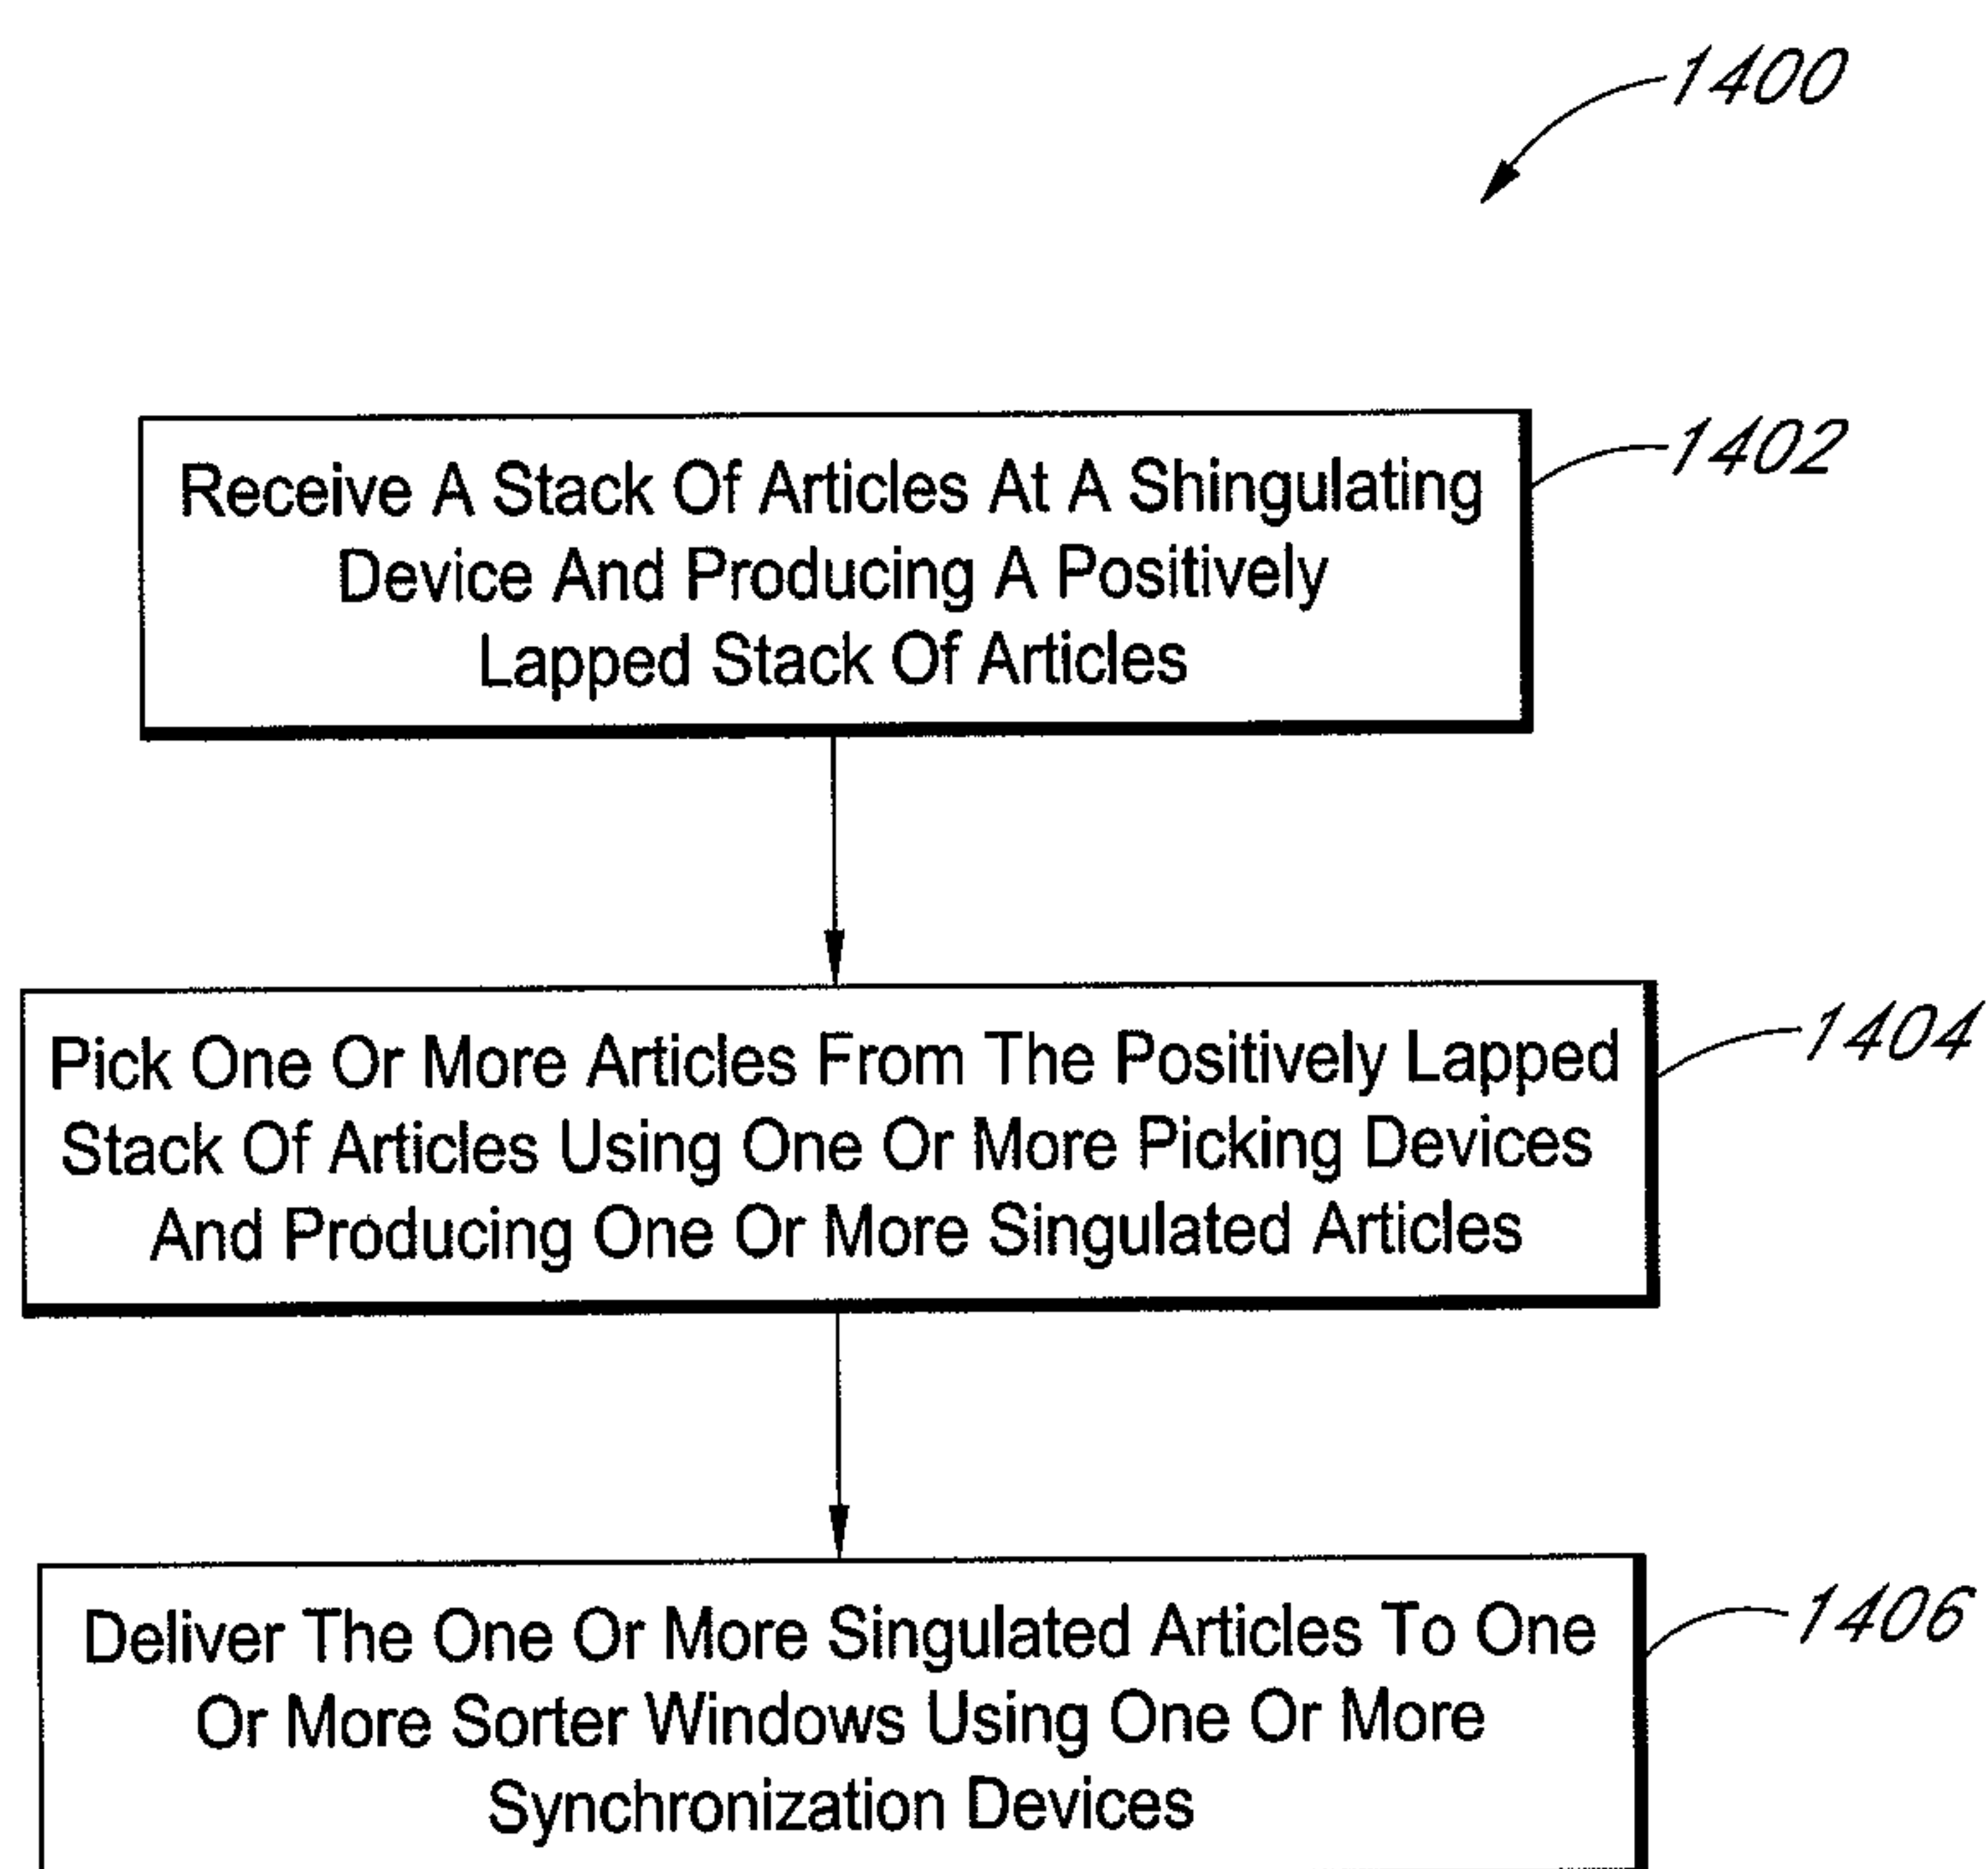 1400
Receive A Stack Of Articles At A Shingulating
Device And Producing A Positively
Lapped Stack Of Articles
1402
Pick One Or More Articles From The Positively Lapped
Stack Of Articles Using One Or More Picking Devices
And Producing One Or More Singulated Articles
1404
Deliver The One Or More Singulated Articles To One
Or More Sorter Windows Using One Or More
Synchronization Devices
1406